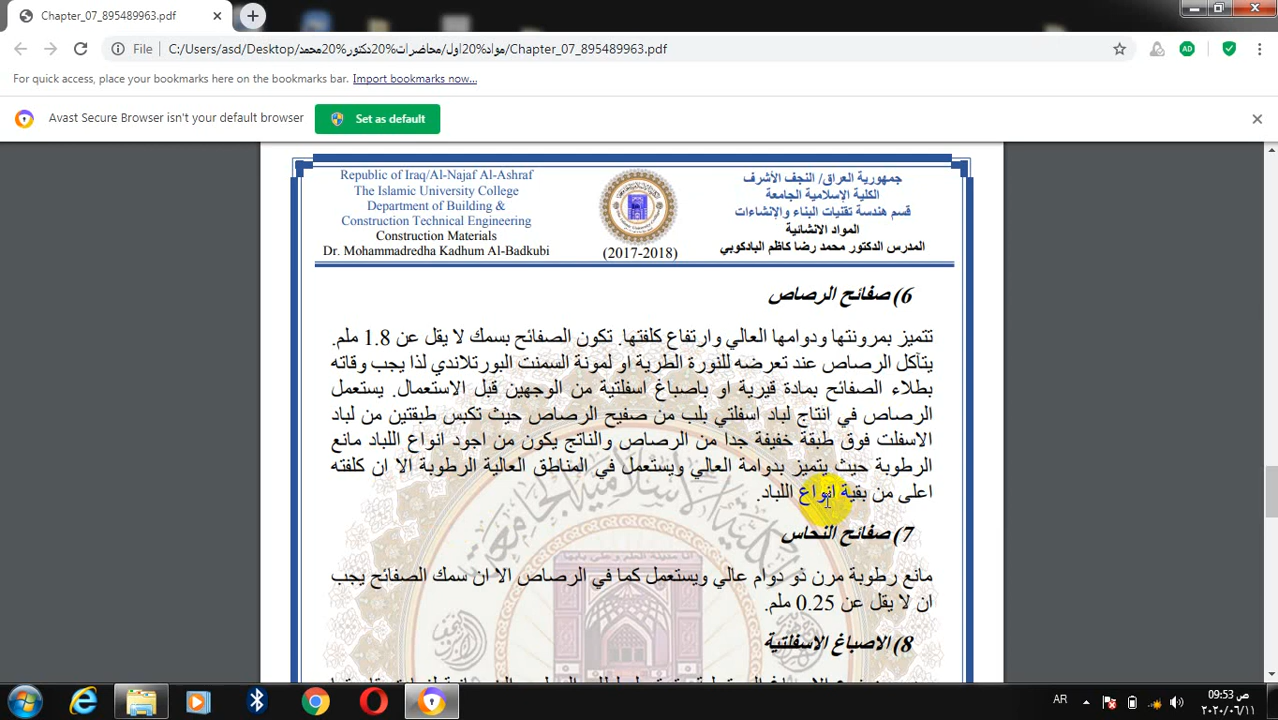 Chapter_07_895489963.pdf
File C:/Users/asd/Desktop/مواد%20اول/محاضرات%20دكتور%20محمد/Chapter_07_895489963.pdf
For quick access, place your bookmarks here on the bookmarks bar. Import bookmarks now...
Avast Secure Browser isn't your default browser Set as default
Republic of Iraq/Al-Najaf Al-Ashraf
The Islamic University College
Department of Building &
Construction Technical Engineering
Construction Materials
Dr. Mohammadredha Kadhum Al-Badkubi
(2017-2018)
جمهورية العراق/ النجف الأشرف
الكلية الإسلامية الجامعة
قسم هندسة تقنيات البناء والإنشاءات
المواد الانشائية
المدرس الدكتور محمد رضا كاظم البادكوبي
6) صفائح الرصاص
تتميز بمرونتها ودوامها العالي وارتفاع كلفتها. تكون الصفائح بسمك لا يقل عن 1.8 ملم.
يتآكل الرصاص عند تعرضه للنورة الطرية او لمونة السمنت البورتلاندي لذا يجب وقاته
بطلاء الصفائح بمادة قيرية او باصباغ اسفلتية من الوجهين قبل الاستعمال. يستعمل
الرصاص في انتاج لباد اسفلتي بلب من صفيح الرصاص حيث تكبس طبقتين من لباد
الاسفلت فوق طبقة خفيفة جدا من الرصاص والناتج يكون من اجود انواع اللباد مانع
الرطوبة حيث يتميز بدوامة العالي ويستعمل في المناطق العالية الرطوبة الا ان كلفته
اعلى من بقية انواع اللباد.
7) صفائح النحاس
مانع رطوبة مرن ذو دوام عالي ويستعمل كما في الرصاص الا ان سمك الصفائح يجب
ان لا يقل عن 0.25 ملم.
8) الاصباغ الاسفلتية
AR
09:53 ص
٢٠٢٠/٠٦/١١